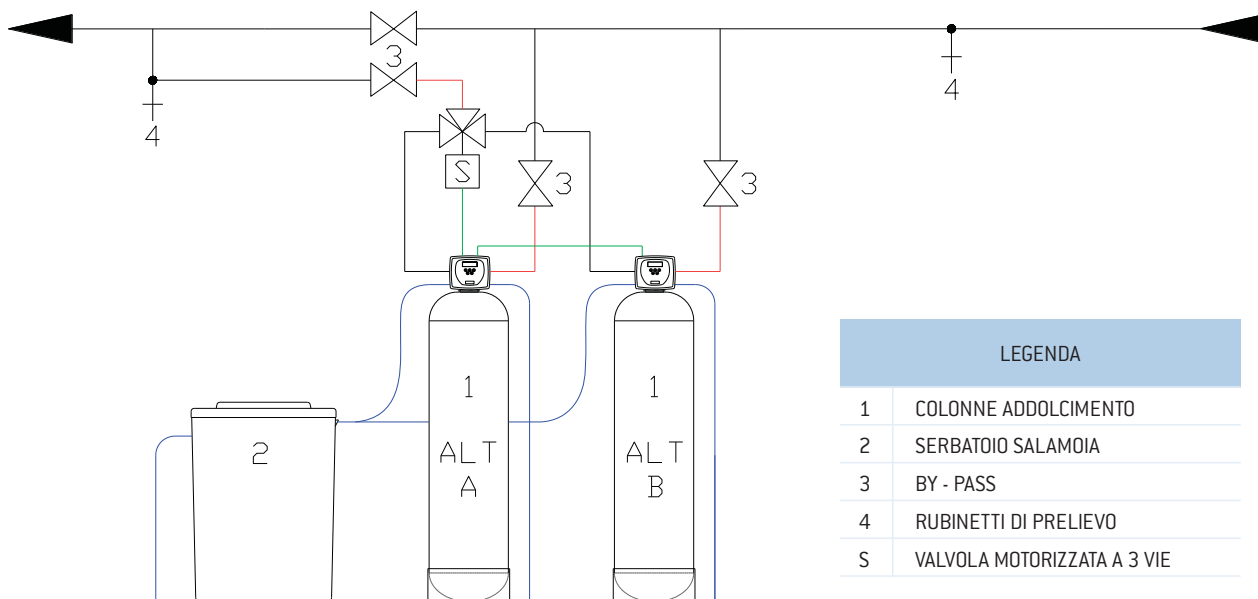 3
4
4
S
3
3
1
ALT
A
1
ALT
B
2
LEGENDA
1 COLONNE ADDOLCIMENTO
2 SERBATOIO SALAMOIA
3 BY - PASS
4 RUBINETTI DI PRELIEVO
S VALVOLA MOTORIZZATA A 3 VIE